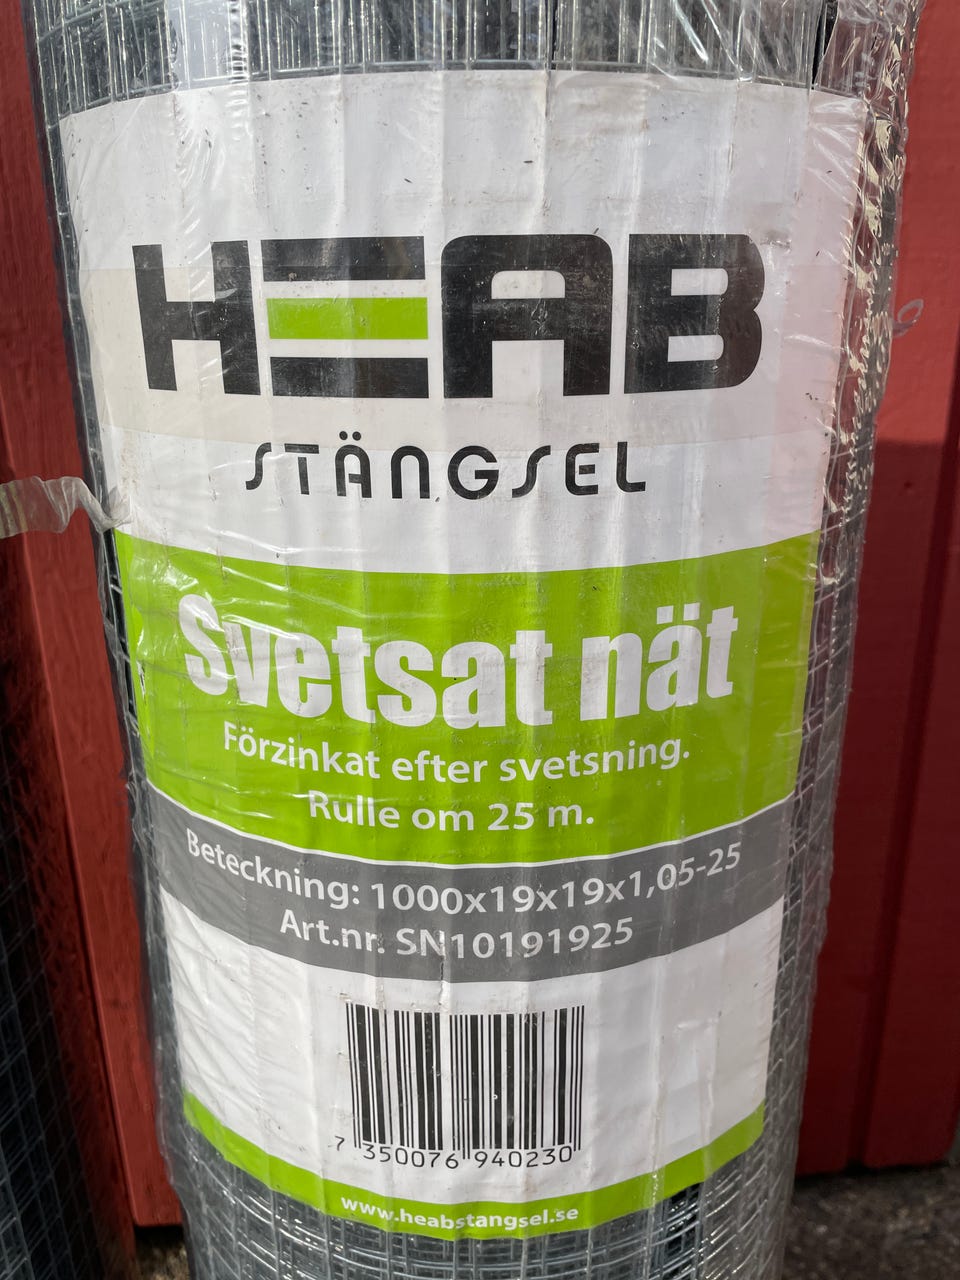 HEAB
STÄNGSEL
Svetsat nät
Förzinkat efter svetsning.
Rulle om 25 m.
Beteckning: 1000x19x19x1,05-25
Art.nr. SN10191925
7 350076 940230
www.heabstangsel.se